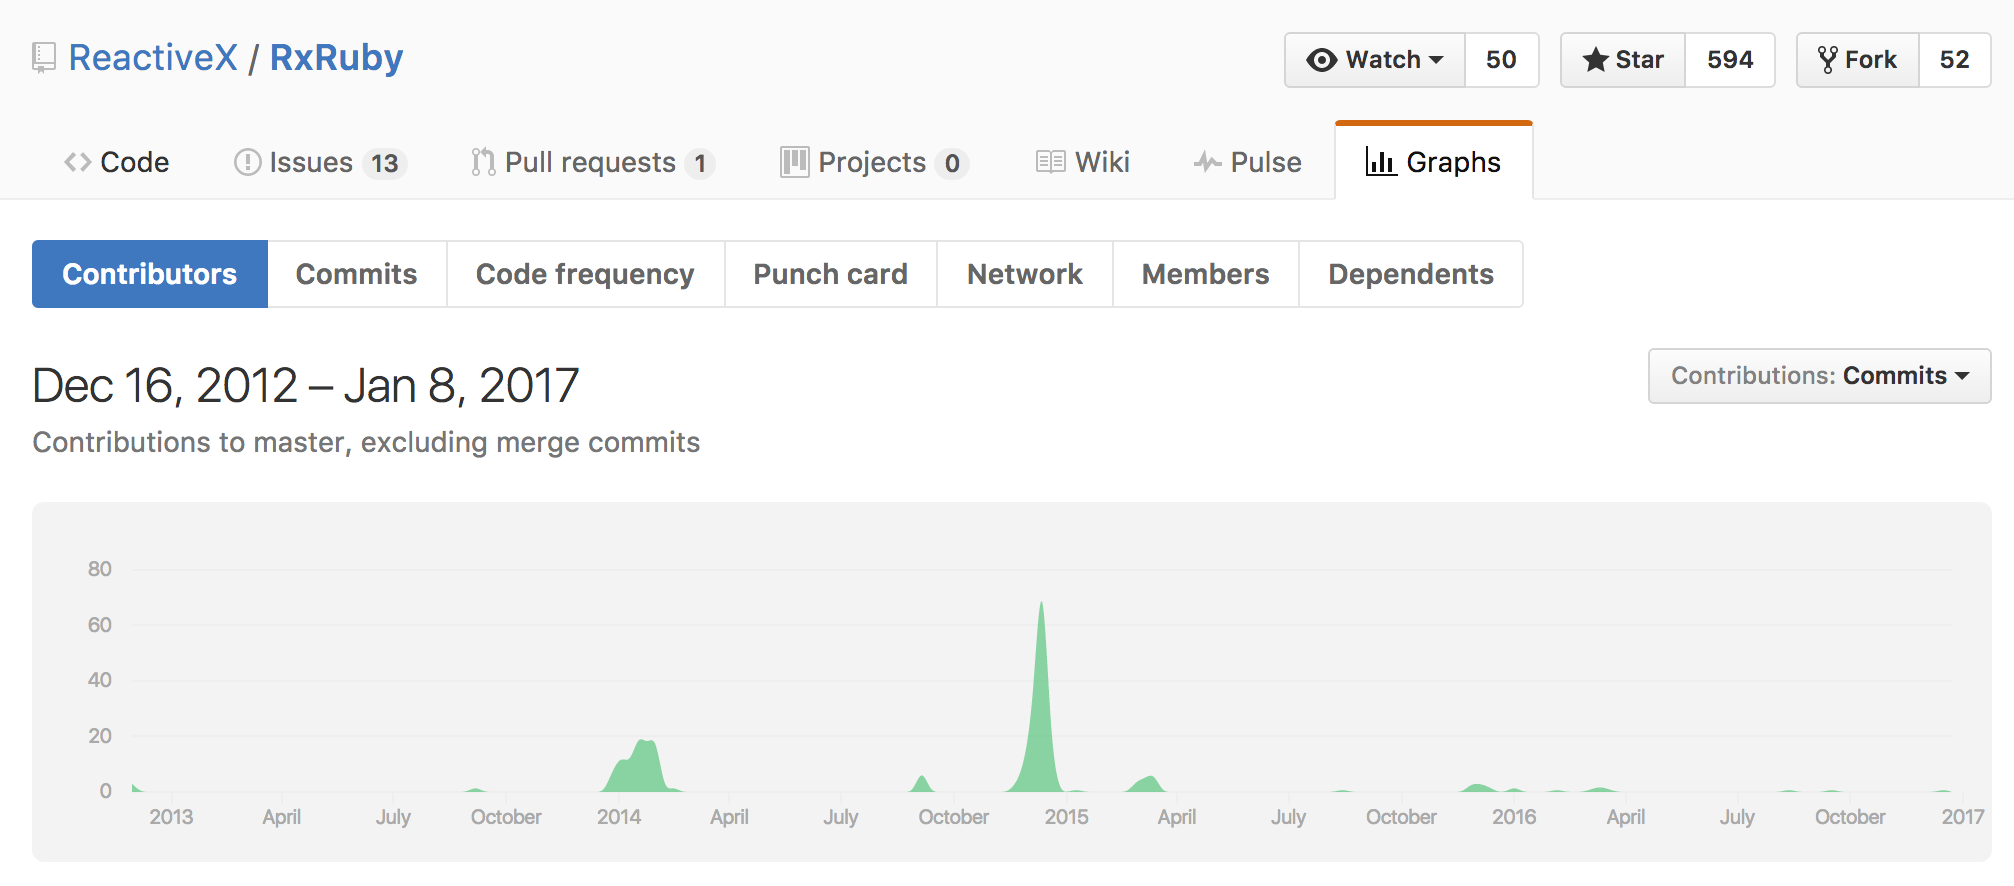 ReactiveX / RxRuby
Watch 50 Star 594 Fork 52
Code Issues 13 Pull requests 1 Projects 0 Wiki Pulse Graphs
Contributors Commits Code frequency Punch card Network Members Dependents
Dec 16, 2012 – Jan 8, 2017
Contributions: Commits
Contributions to master, excluding merge commits
80
60
40
20
0
2013 April July October 2014 April July October 2015 April July October 2016 April July October 2017